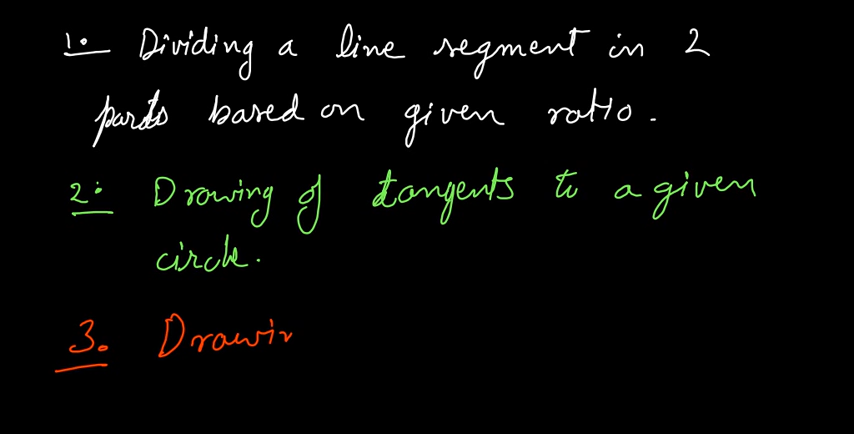 1. Dividing a line segment in 2
parts based on given ratio.
2: Drawing of tangents to a given
circle.
3. Drawin